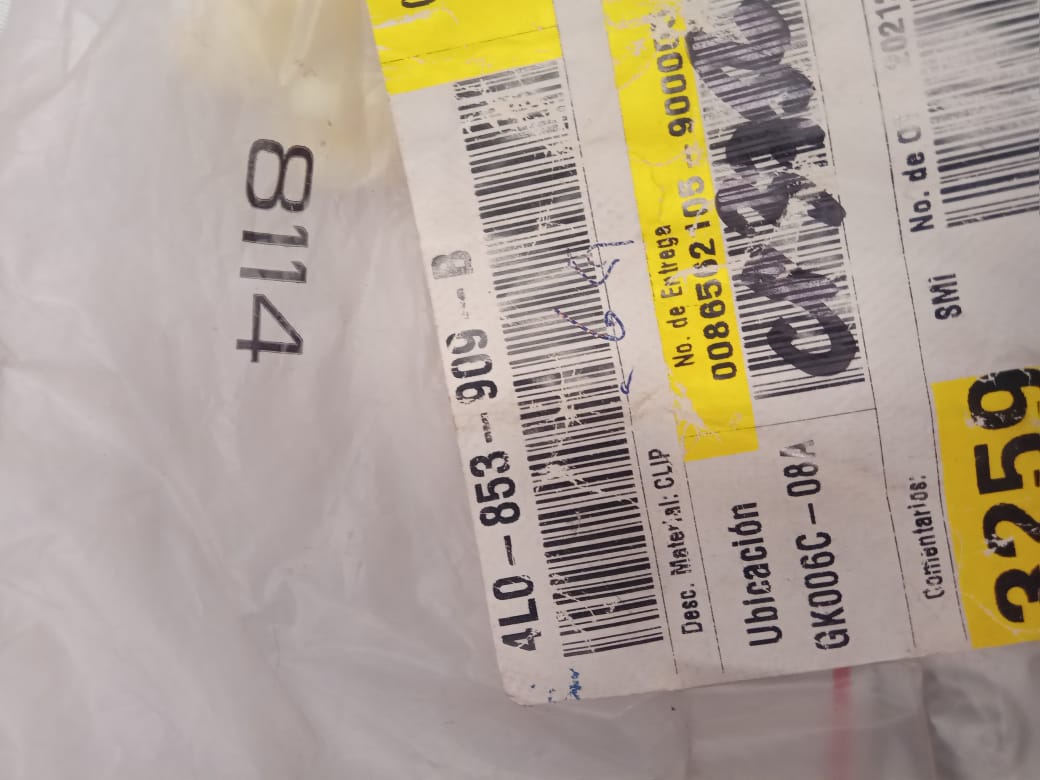 8114
4L0-853-909--B
Desc. Material: CLIP
No. de Entrega
Ubicación
GK006C-08A
No. de
Comentarios:
SMI
3259